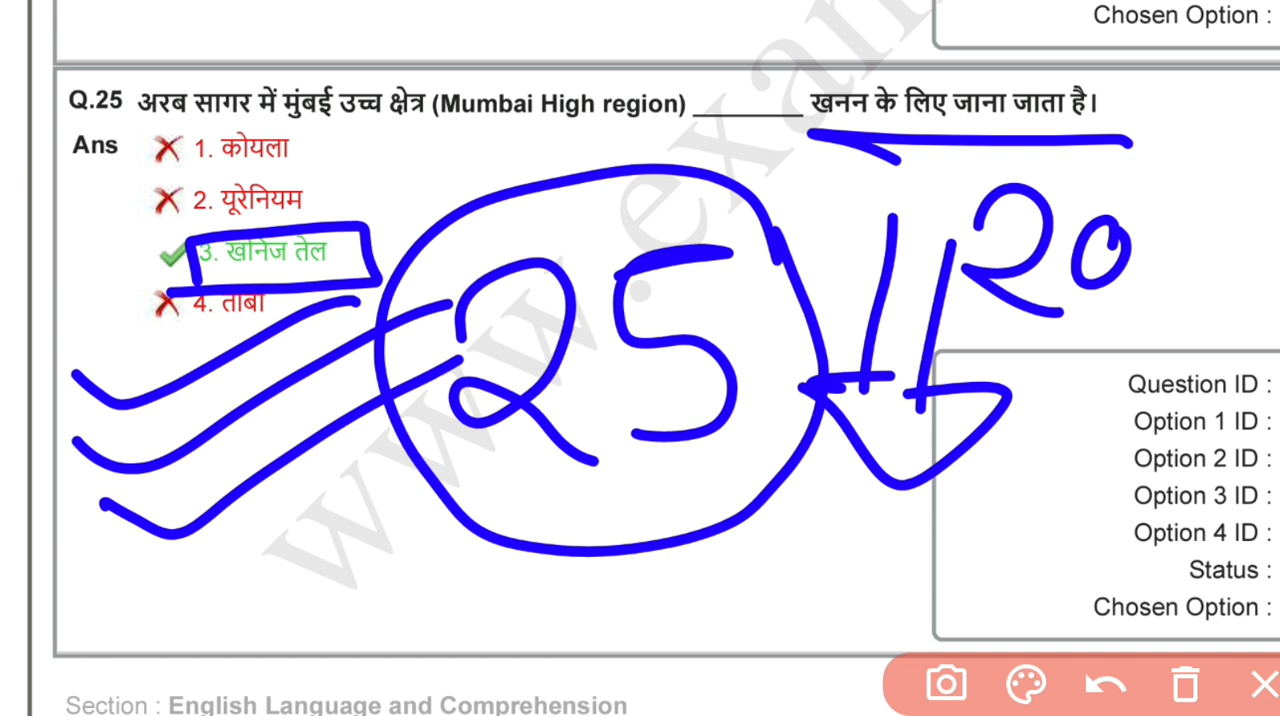 Chosen Option :
Q.25 अरब सागर में मुंबई उच्च क्षेत्र (Mumbai High region) ________ खनन के लिए जाना जाता है।
Ans 1. कोयला
2. यूरेनियम
3. खनिज तेल
4. तांबा
25
20
www.exam
Question ID :
Option 1 ID :
Option 2 ID :
Option 3 ID :
Option 4 ID :
Status :
Chosen Option :
Section : English Language and Comprehension